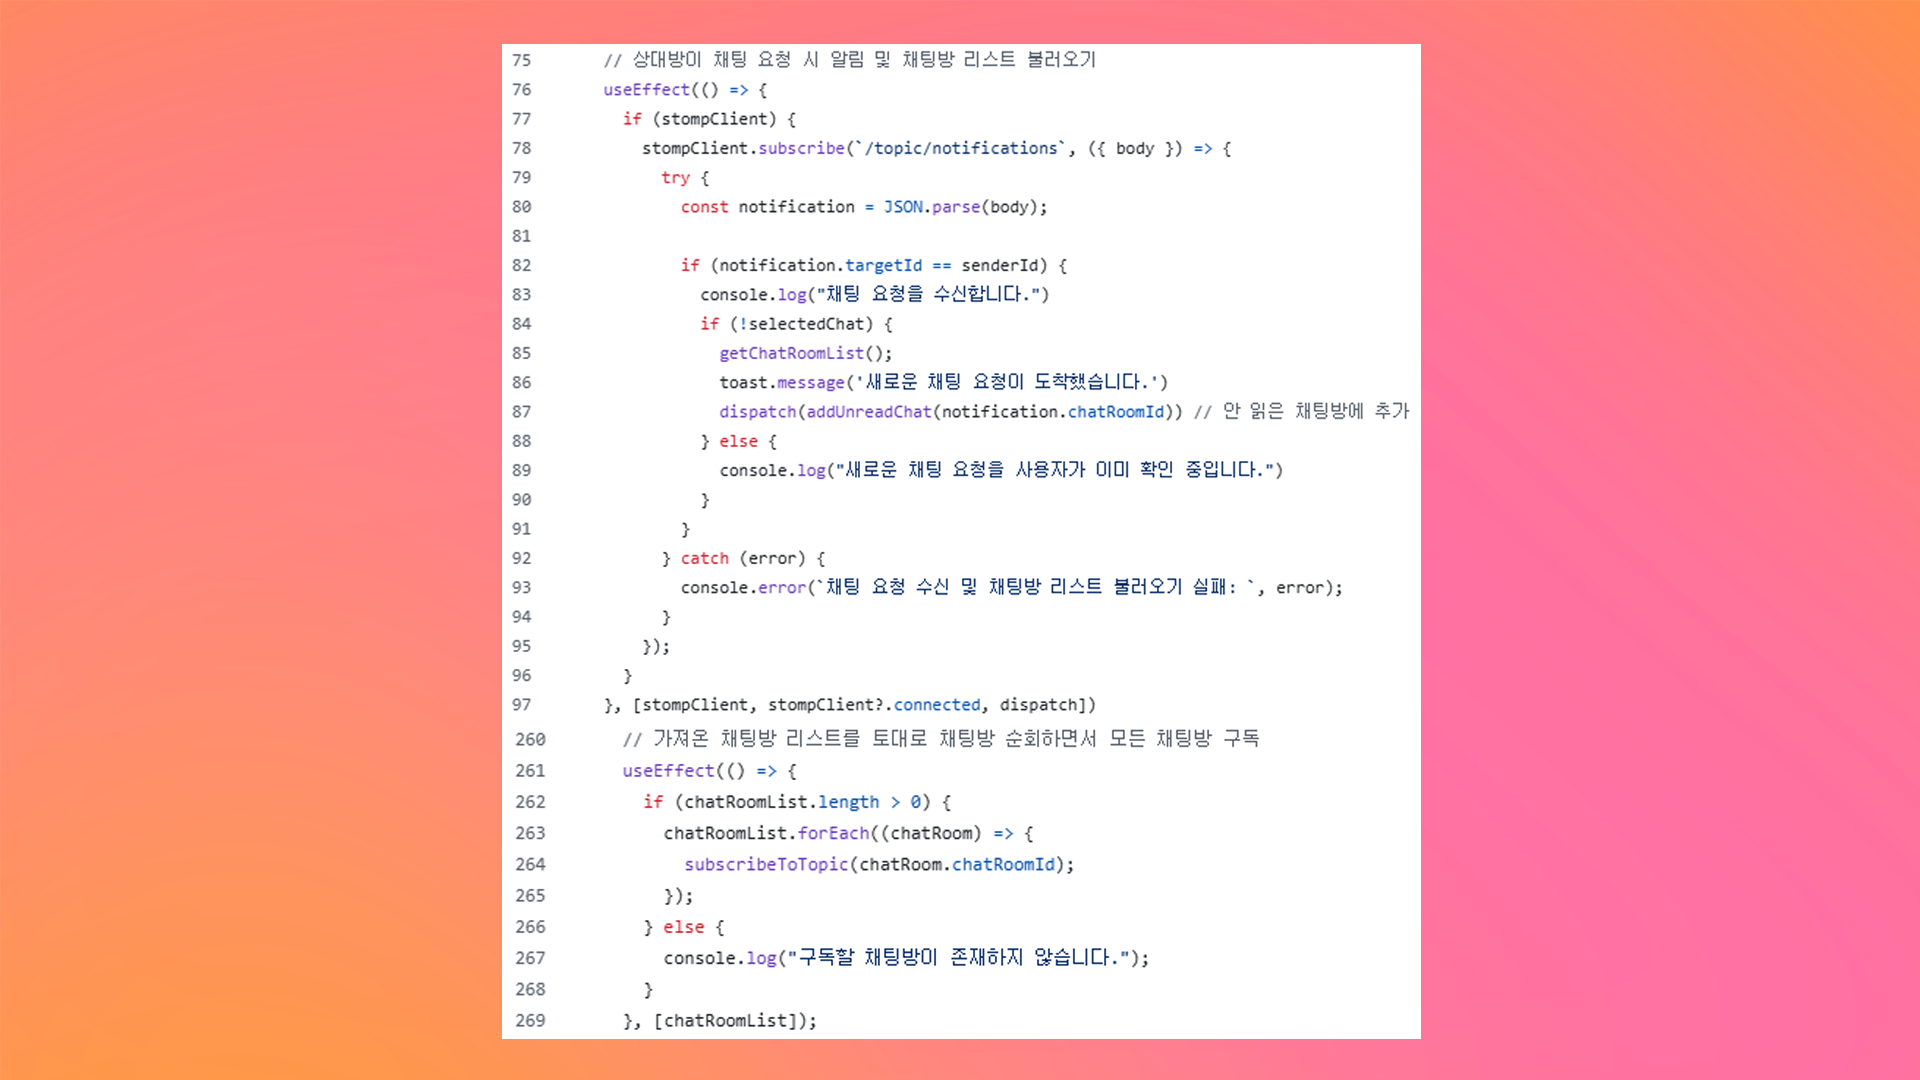 75 // 상대방이 채팅 요청 시 알림 및 채팅방 리스트 불러오기
76 useEffect(() => {
77 if (stompClient) {
78 stompClient.subscribe(`/topic/notifications`, ({ body }) => {
79 try {
80 const notification = JSON.parse(body);
81
82 if (notification.targetId == senderId) {
83 console.log("채팅 요청을 수신합니다.")
84 if (!selectedChat) {
85 getChatRoomList();
86 toast.message('새로운 채팅 요청이 도착했습니다.')
87 dispatch(addUnreadChat(notification.chatRoomId)) // 안 읽은 채팅방에 추가
88 } else {
89 console.log("새로운 채팅 요청을 사용자가 이미 확인 중입니다.")
90 }
91 }
92 } catch (error) {
93 console.error(`채팅 요청 수신 및 채팅방 리스트 불러오기 실패: `, error);
94 }
95 });
96 }
97 }, [stompClient, stompClient?.connected, dispatch])
260 // 가져온 채팅방 리스트를 토대로 채팅방 순회하면서 모든 채팅방 구독
261 useEffect(() => {
262 if (chatRoomList.length > 0) {
263 chatRoomList.forEach((chatRoom) => {
264 subscribeToTopic(chatRoom.chatRoomId);
265 });
266 } else {
267 console.log("구독할 채팅방이 존재하지 않습니다.");
268 }
269 }, [chatRoomList]);